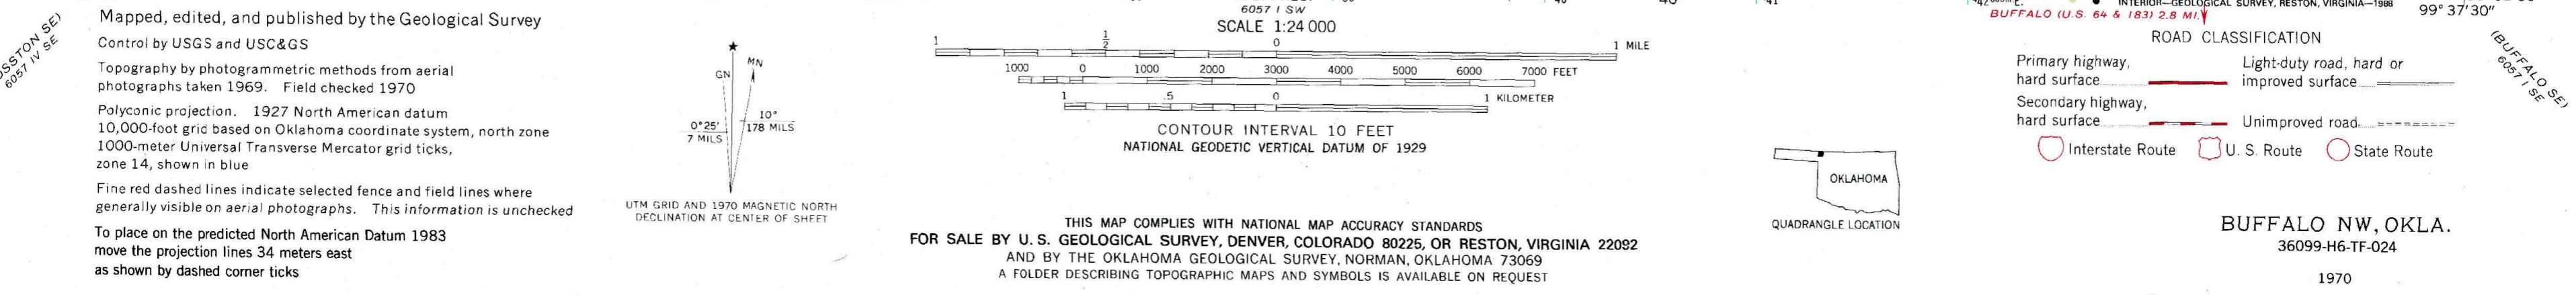 6057 IV SE
Mapped, edited, and published by the Geological Survey
Control by USGS and USC&GS
Topography by photogrammetric methods from aerial
photographs taken 1969. Field checked 1970
Polyconic projection. 1927 North American datum
10,000-foot grid based on Oklahoma coordinate system, north zone
1000-meter Universal Transverse Mercator grid ticks,
zone 14, shown in blue
Fine red dashed lines indicate selected fence and field lines where
generally visible on aerial photographs. This information is unchecked
To place on the predicted North American Datum 1983
move the projection lines 34 meters east
as shown by dashed corner ticks
★
GN
MN
0°25′
7 MILS
10°
178 MILS
UTM GRID AND 1970 MAGNETIC NORTH
DECLINATION AT CENTER OF SHEET
6057 I SW
SCALE 1:24 000
1 1/2 0 1 MILE
1000 0 1000 2000 3000 4000 5000 6000 7000 FEET
1 .5 0 1 KILOMETER
CONTOUR INTERVAL 10 FEET
NATIONAL GEODETIC VERTICAL DATUM OF 1929
THIS MAP COMPLIES WITH NATIONAL MAP ACCURACY STANDARDS
FOR SALE BY U. S. GEOLOGICAL SURVEY, DENVER, COLORADO 80225, OR RESTON, VIRGINIA 22092
AND BY THE OKLAHOMA GEOLOGICAL SURVEY, NORMAN, OKLAHOMA 73069
A FOLDER DESCRIBING TOPOGRAPHIC MAPS AND SYMBOLS IS AVAILABLE ON REQUEST
OKLAHOMA
QUADRANGLE LOCATION
INTERIOR—GEOLOGICAL SURVEY, RESTON, VIRGINIA—1988
BUFFALO (U.S. 64 & 183) 2.8 MI.
99° 37′ 30″
ROAD CLASSIFICATION
Primary highway,
hard surface
Light-duty road, hard or
improved surface
Secondary highway,
hard surface
Unimproved road
Interstate Route
U. S. Route
State Route
(BUFFALO SE)
6057 I SE
BUFFALO NW, OKLA.
36099-H6-TF-024
1970